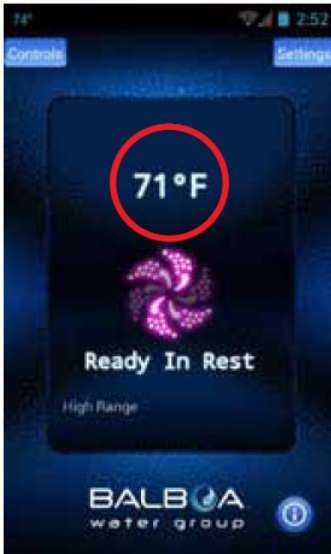 74° 2:52
Controls Settings
71°F
Ready In Rest
High Range
BALBOA
water group
i